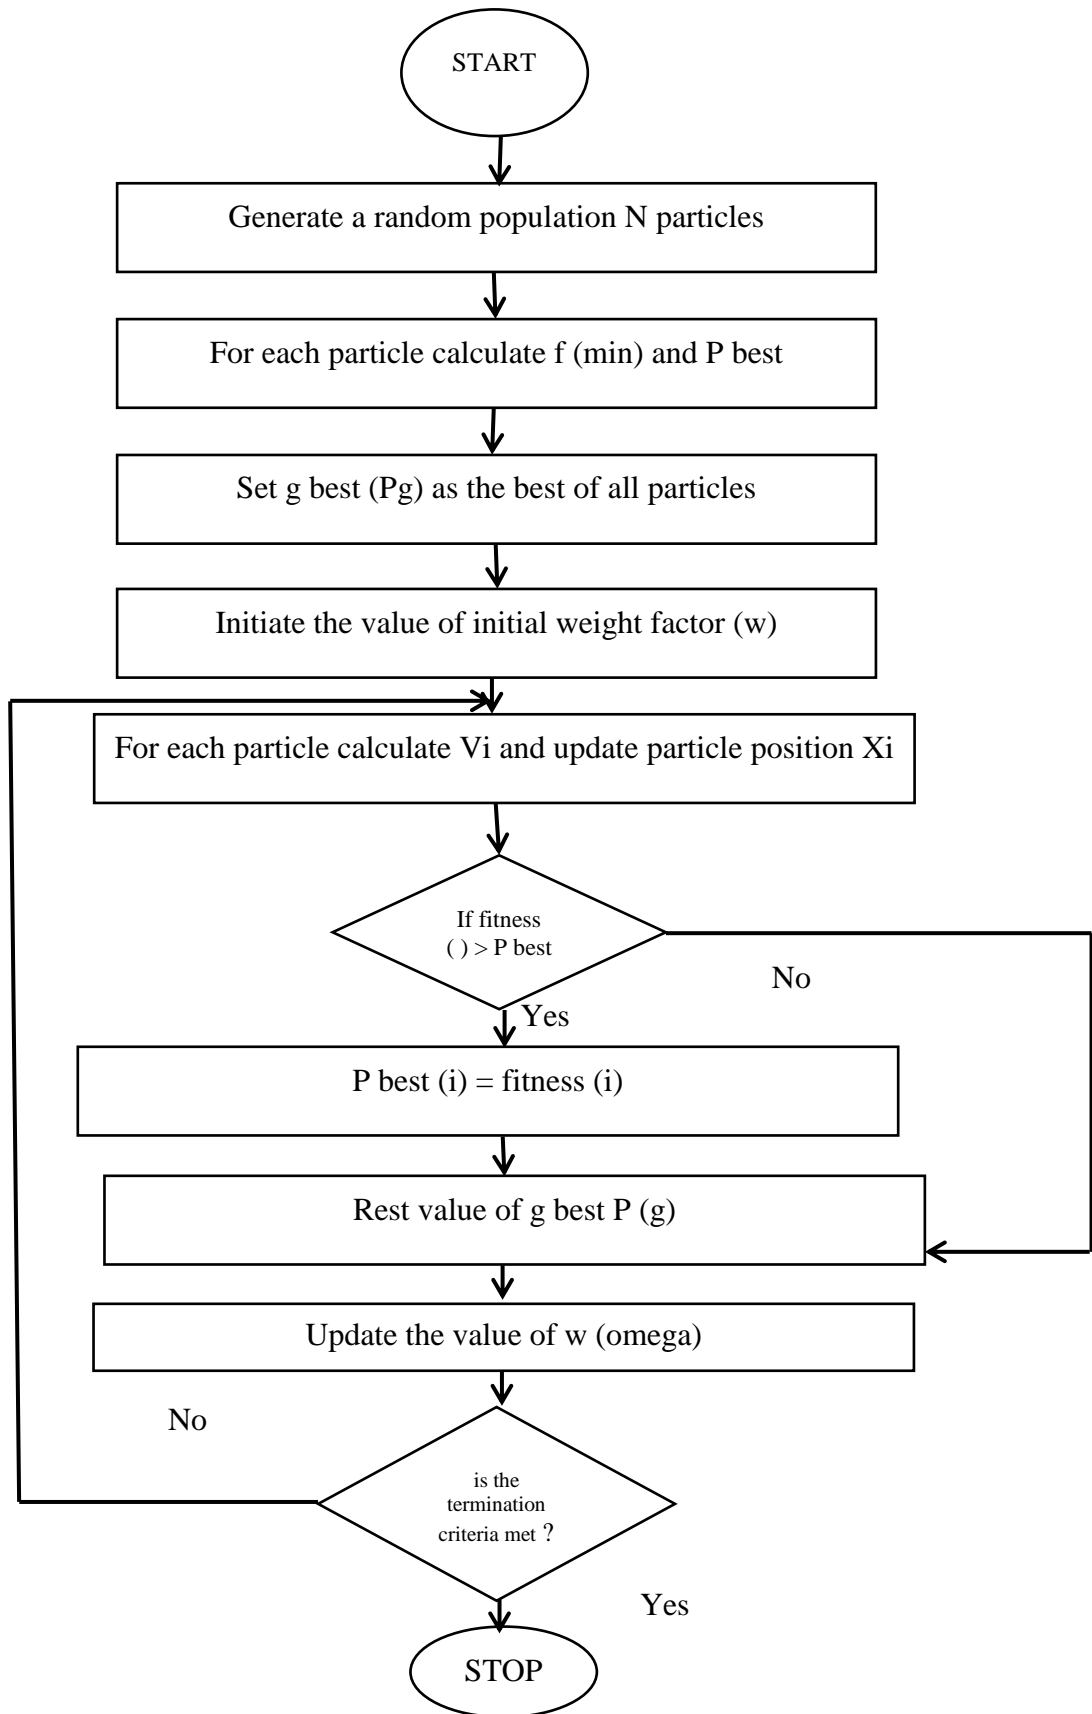 START
Generate a random population N particles
For each particle calculate f (min) and P best
Set g best (Pg) as the best of all particles
Initiate the value of initial weight factor (w)
For each particle calculate Vi and update particle position Xi
If fitness
( ) > P best
No
Yes
P best (i) = fitness (i)
Rest value of g best P (g)
Update the value of w (omega)
No
is the
termination
criteria met ?
Yes
STOP